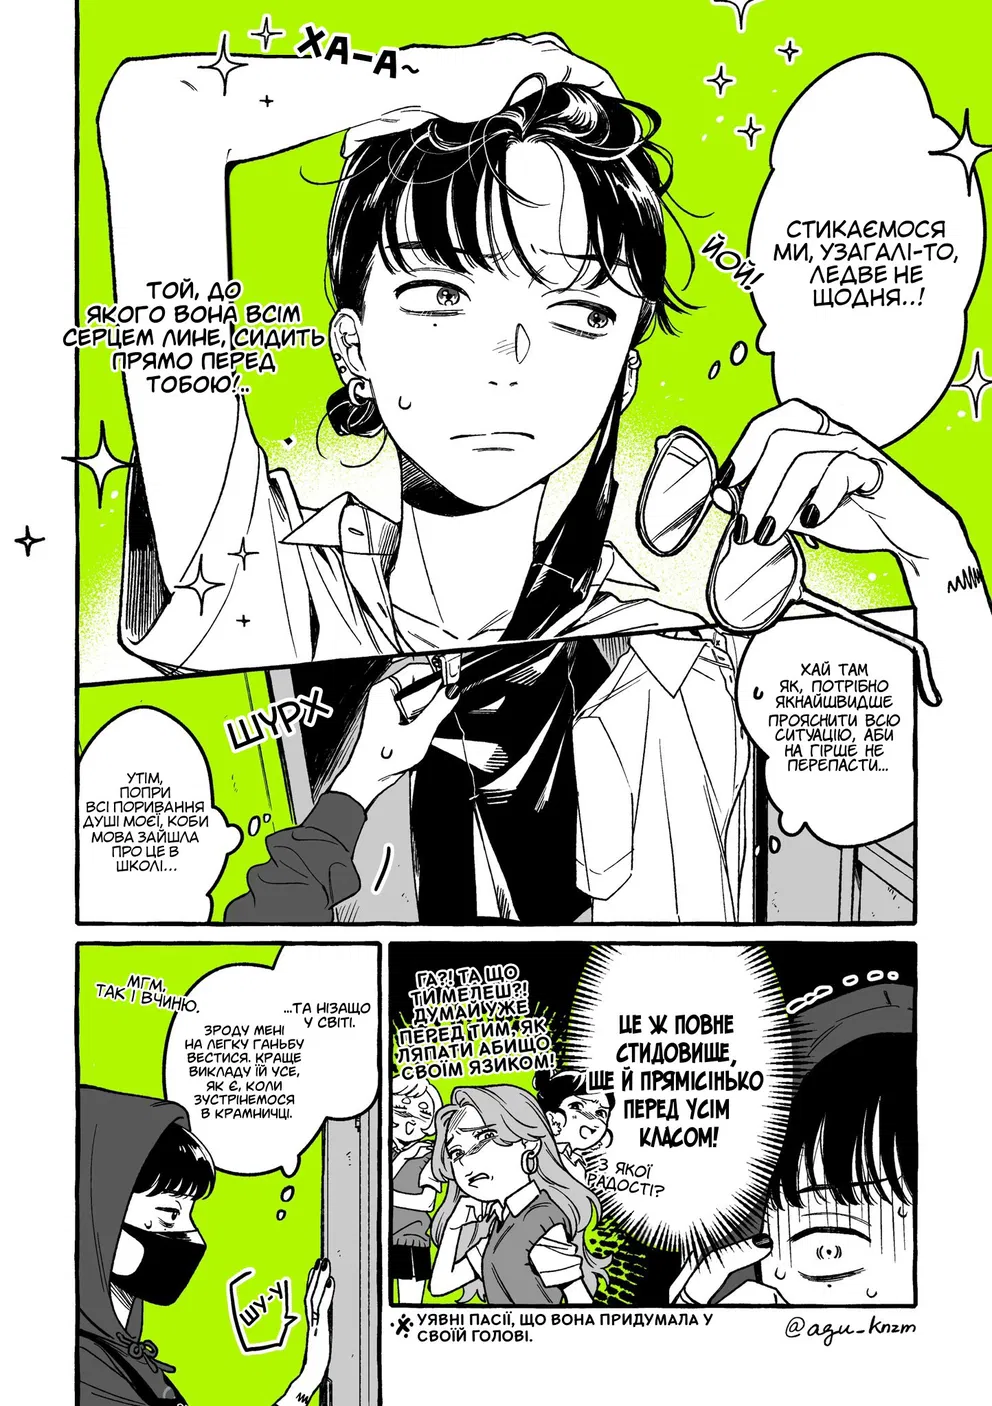 ХА-А~
СТИКАЄМОСЯ
МИ, УЗАГАЛІ-ТО,
ЛЕДВЕ НЕ
ЩОДНЯ..!
ЙОЙ!
ТОЙ, ДО
ЯКОГО ВОНА ВСІМ
СЕРЦЕМ ЛИНЕ, СИДИТЬ
ПРЯМО ПЕРЕД
ТОБОЮ!..
ХАЙ ТАМ
ЯК, ПОТРІБНО
ЯКНАЙШВИДШЕ
ПРОЯСНИТИ ВСЮ
СИТУАЦІЮ, АБИ
НА ГІРШЕ НЕ
ПЕРЕПАСТИ...
ШУРХ
УТІМ,
ПОПРИ
ВСІ ПОРИВАННЯ
ДУШІ МОЄЇ, КОБИ
МОВА ЗАЙШЛА
ПРО ЦЕ В
ШКОЛІ...
ЦЕ Ж ПОВНЕ
СТИДОВИЩЕ,
ЩЕ Й ПРЯМІСІНЬКО
ПЕРЕД УСІМ
КЛАСОМ!
ГА?! ТА ЩО
ТИ МЕЛЕШ?!
ДУМАЙ УЖЕ
ПЕРЕД ТИМ, ЯК
ЛЯПАТИ АБИЩО
СВОЇМ ЯЗИКОМ!
З ЯКОЇ
РАДОСТІ?
* УЯВНІ ПАСІЇ, ЩО ВОНА ПРИДУМАЛА У
СВОЇЙ ГОЛОВІ.
@agu_knzm
...ТА НІЗАЩО
У СВІТІ.
ЗРОДУ МЕНІ
НА ЛЕГКУ ГАНЬБУ
ВЕСТИСЯ. КРАЩЕ
ВИКЛАДУ ЇЙ УСЕ,
ЯК Є, КОЛИ
ЗУСТРІНЕМОСЯ
В КРАМНИЧЦІ.
МГМ,
ТАК І ВЧИНЮ.
ШУ-У